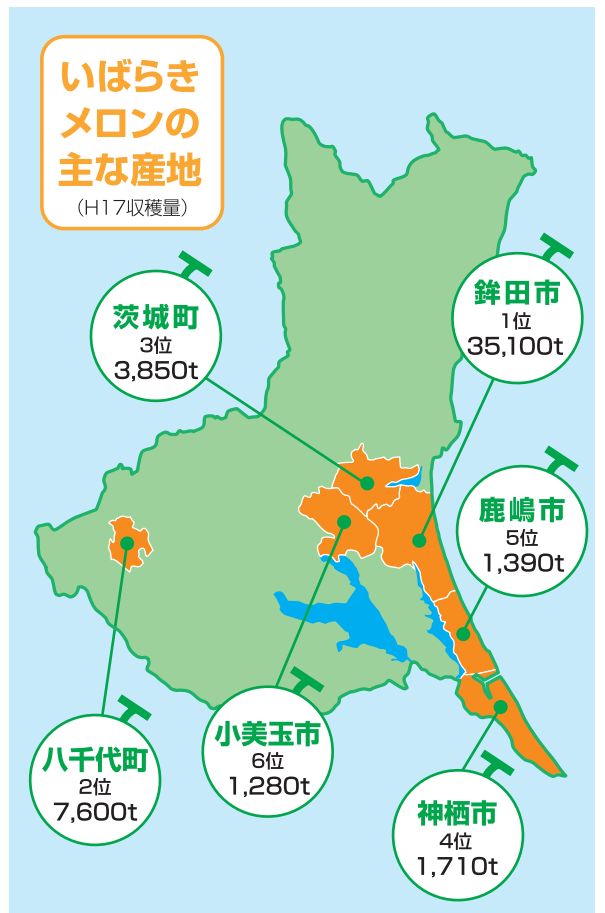 いばらき
メロンの
主な産地
（H17収穫量）
茨城町
3位
3,850t
鉾田市
1位
35,100t
鹿嶋市
5位
1,390t
小美玉市
6位
1,280t
八千代町
2位
7,600t
神栖市
4位
1,710t